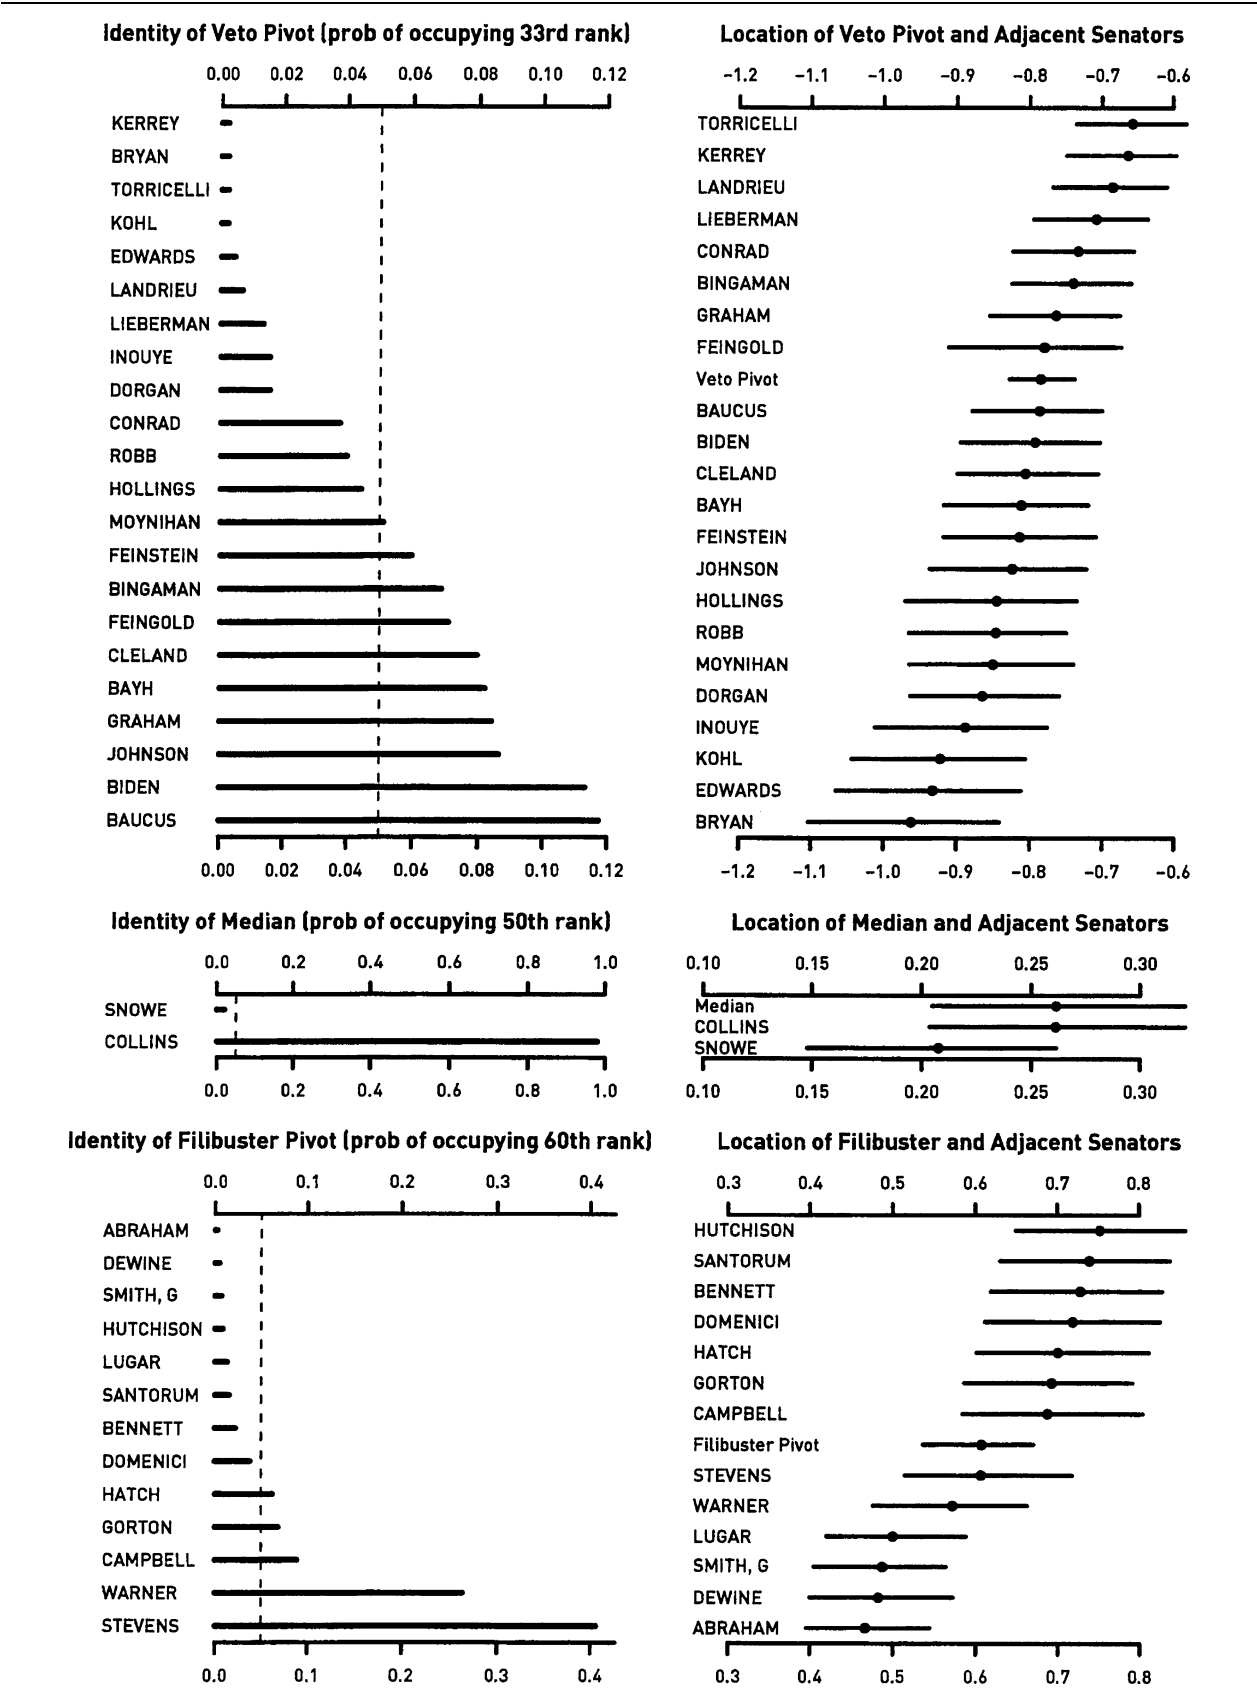 Identity of Veto Pivot (prob of occupying 33rd rank)
0.00 0.02 0.04 0.06 0.08 0.10 0.12
KERREY
BRYAN
TORRICELLI
KOHL
EDWARDS
LANDRIEU
LIEBERMAN
INOUYE
DORGAN
CONRAD
ROBB
HOLLINGS
MOYNIHAN
FEINSTEIN
BINGAMAN
FEINGOLD
CLELAND
BAYH
GRAHAM
JOHNSON
BIDEN
BAUCUS
0.00 0.02 0.04 0.06 0.08 0.10 0.12
Location of Veto Pivot and Adjacent Senators
-1.2 -1.1 -1.0 -0.9 -0.8 -0.7 -0.6
TORRICELLI
KERREY
LANDRIEU
LIEBERMAN
CONRAD
BINGAMAN
GRAHAM
FEINGOLD
Veto Pivot
BAUCUS
BIDEN
CLELAND
BAYH
FEINSTEIN
JOHNSON
HOLLINGS
ROBB
MOYNIHAN
DORGAN
INOUYE
KOHL
EDWARDS
BRYAN
-1.2 -1.1 -1.0 -0.9 -0.8 -0.7 -0.6
Identity of Median (prob of occupying 50th rank)
0.0 0.2 0.4 0.6 0.8 1.0
SNOWE
COLLINS
0.0 0.2 0.4 0.6 0.8 1.0
Location of Median and Adjacent Senators
0.10 0.15 0.20 0.25 0.30
Median
COLLINS
SNOWE
0.10 0.15 0.20 0.25 0.30
Identity of Filibuster Pivot (prob of occupying 60th rank)
0.0 0.1 0.2 0.3 0.4
ABRAHAM
DEWINE
SMITH, G
HUTCHISON
LUGAR
SANTORUM
BENNETT
DOMENICI
HATCH
GORTON
CAMPBELL
WARNER
STEVENS
0.0 0.1 0.2 0.3 0.4
Location of Filibuster and Adjacent Senators
0.3 0.4 0.5 0.6 0.7 0.8
HUTCHISON
SANTORUM
BENNETT
DOMENICI
HATCH
GORTON
CAMPBELL
Filibuster Pivot
STEVENS
WARNER
LUGAR
SMITH, G
DEWINE
ABRAHAM
0.3 0.4 0.5 0.6 0.7 0.8